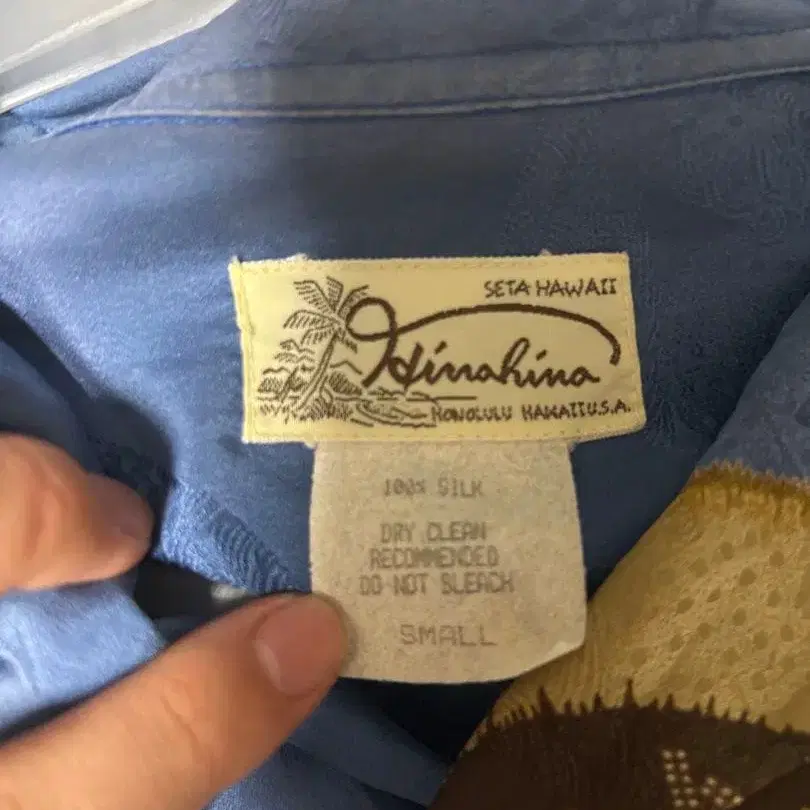 SETA HAWAII
Hinahina
HONOLULU HAWAII U.S.A.
100% SILK
DRY CLEAN
RECOMMENDED
DO NOT BLEACH
SMALL